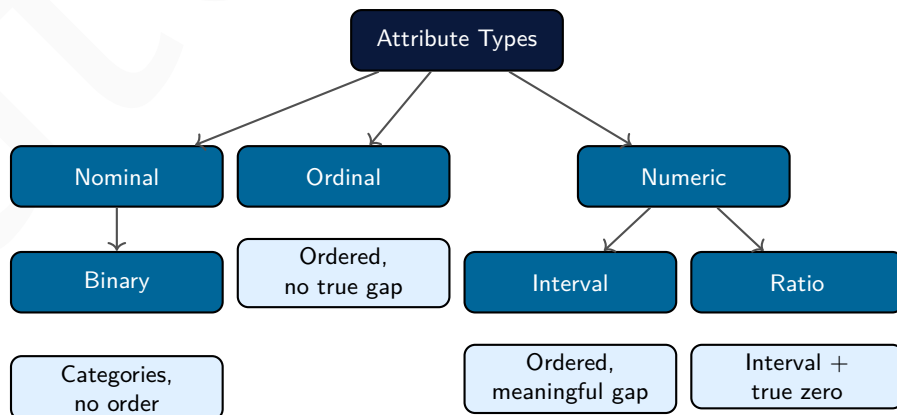 Attribute Types
Nominal
Ordinal
Numeric
Binary
Ordered,
no true gap
Interval
Ratio
Categories,
no order
Ordered,
meaningful gap
Interval +
true zero